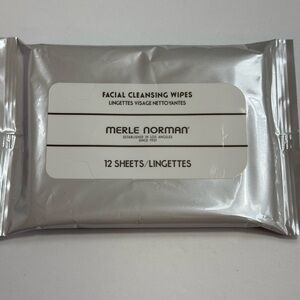 FACIAL CLEANSING WIPES
LINGETTES VISAGE NETTOYANTES
MERLE NORMAN
ESTABLISHED IN LOS ANGELES
SINCE 1931
12 SHEETS/LINGETTES